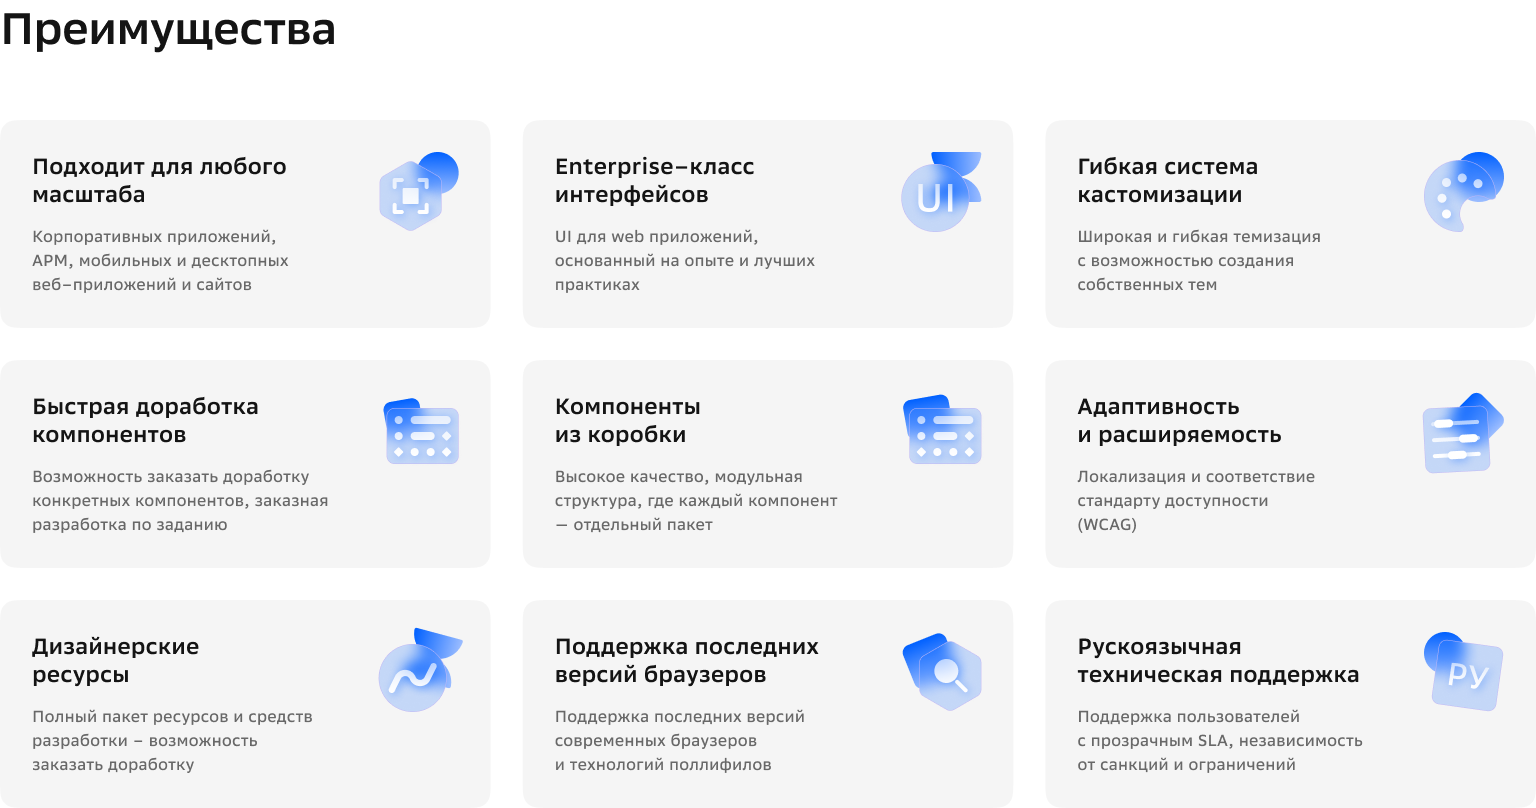 Преимущества
Подходит для любого
масштаба
Корпоративных приложений,
АРМ, мобильных и десктопных
веб–приложений и сайтов
Enterprise–класс
интерфейсов
UI для web приложений,
основанный на опыте и лучших
практиках
UI
Гибкая система
кастомизации
Широкая и гибкая темизация
с возможностью создания
собственных тем
Быстрая доработка
компонентов
Возможность заказать доработку
конкретных компонентов, заказная
разработка по заданию
Компоненты
из коробки
Высокое качество, модульная
структура, где каждый компонент
— отдельный пакет
Адаптивность
и расширяемость
Локализация и соответствие
стандарту доступности
(WCAG)
Дизайнерские
ресурсы
Полный пакет ресурсов и средств
разработки – возможность
заказать доработку
Поддержка последних
версий браузеров
Поддержка последних версий
современных браузеров
и технологий поллифилов
Рускоязычная
техническая поддержка
Поддержка пользователей
с прозрачным SLA, независимость
от санкций и ограничений
РУ